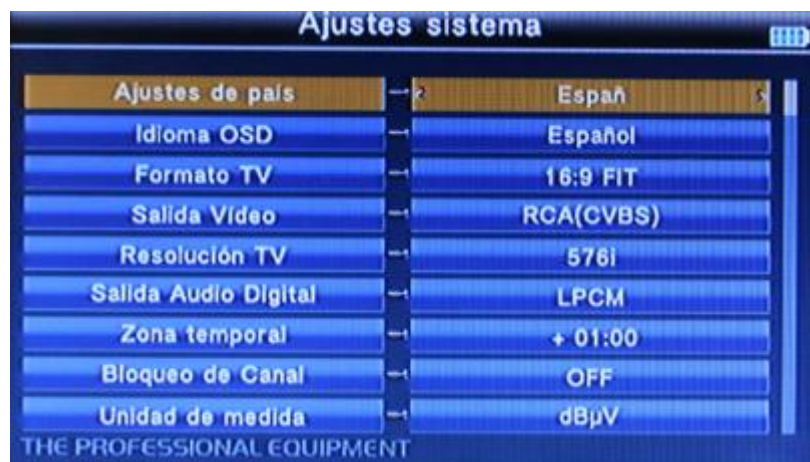 Ajustes sistema
Ajustes de país Españ
Idioma OSD Español
Formato TV 16:9 FIT
Salida Vídeo RCA(CVBS)
Resolución TV 576i
Salida Audio Digital LPCM
Zona temporal + 01:00
Bloqueo de Canal OFF
Unidad de medida dBµV
THE PROFESSIONAL EQUIPMENT